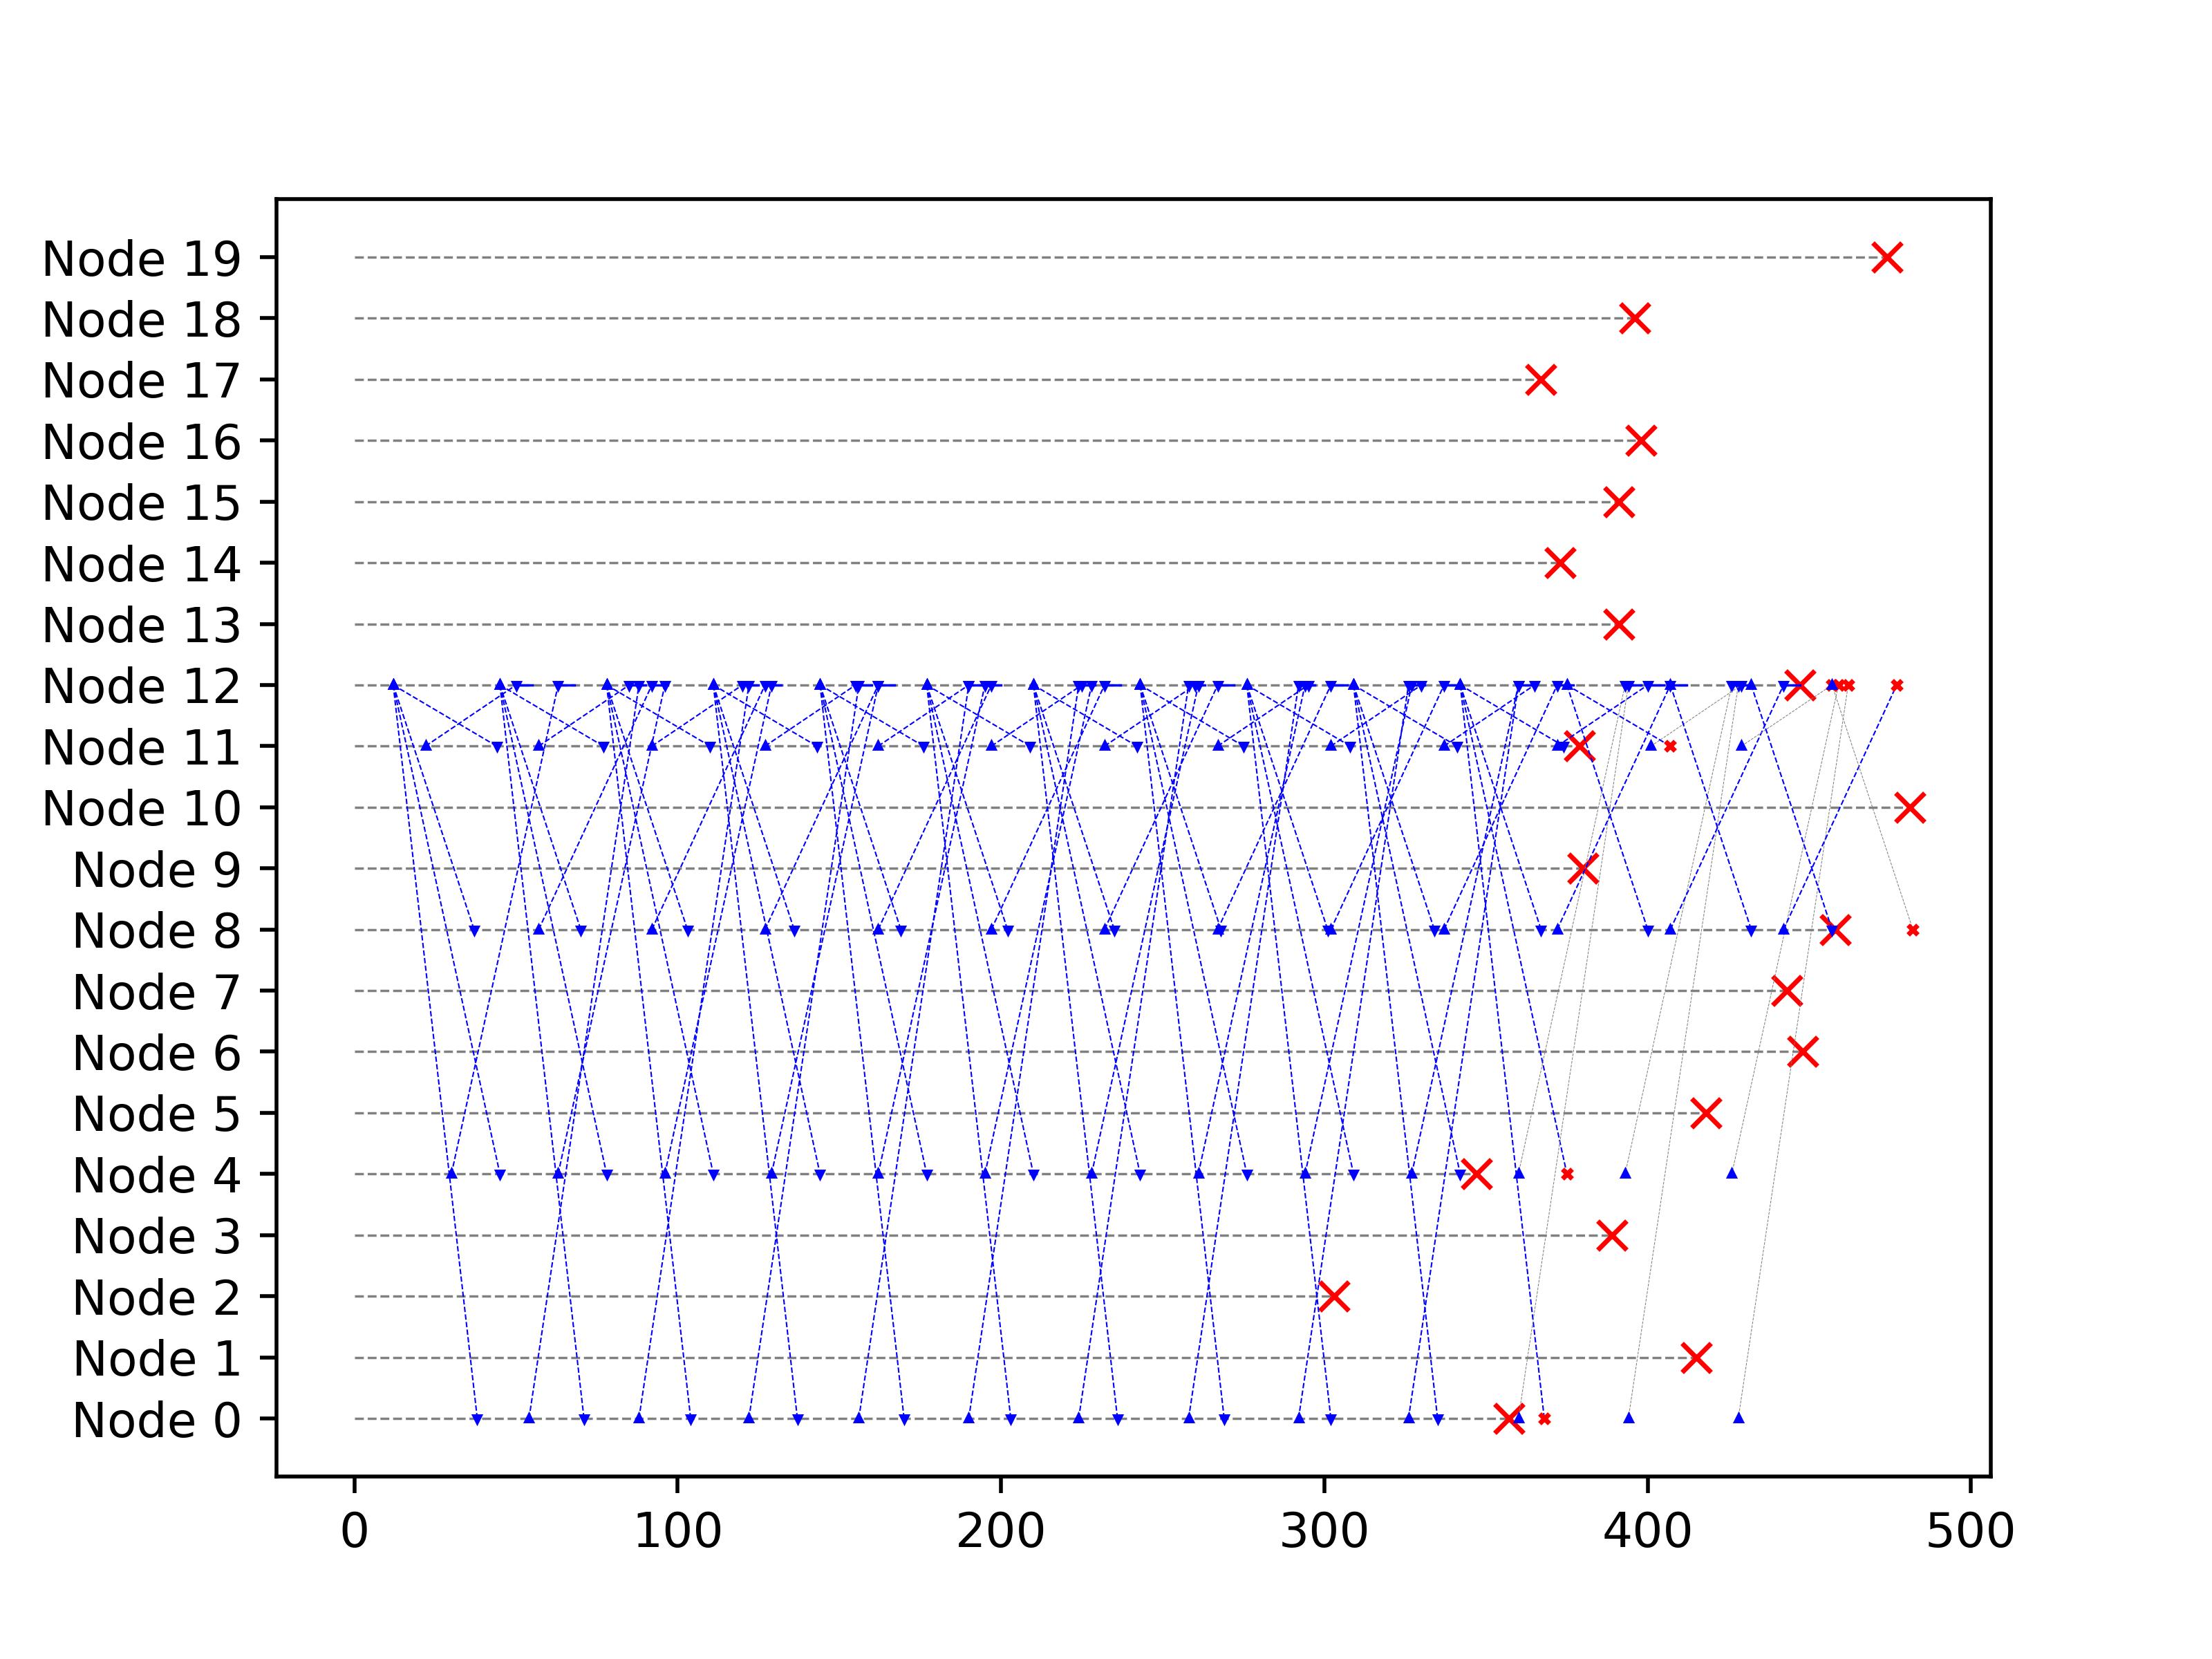 Node 19
Node 18
Node 17
Node 16
Node 15
Node 14
Node 13
Node 12
Node 11
Node 10
Node 9
Node 8
Node 7
Node 6
Node 5
Node 4
Node 3
Node 2
Node 1
Node 0
0 100 200 300 400 500